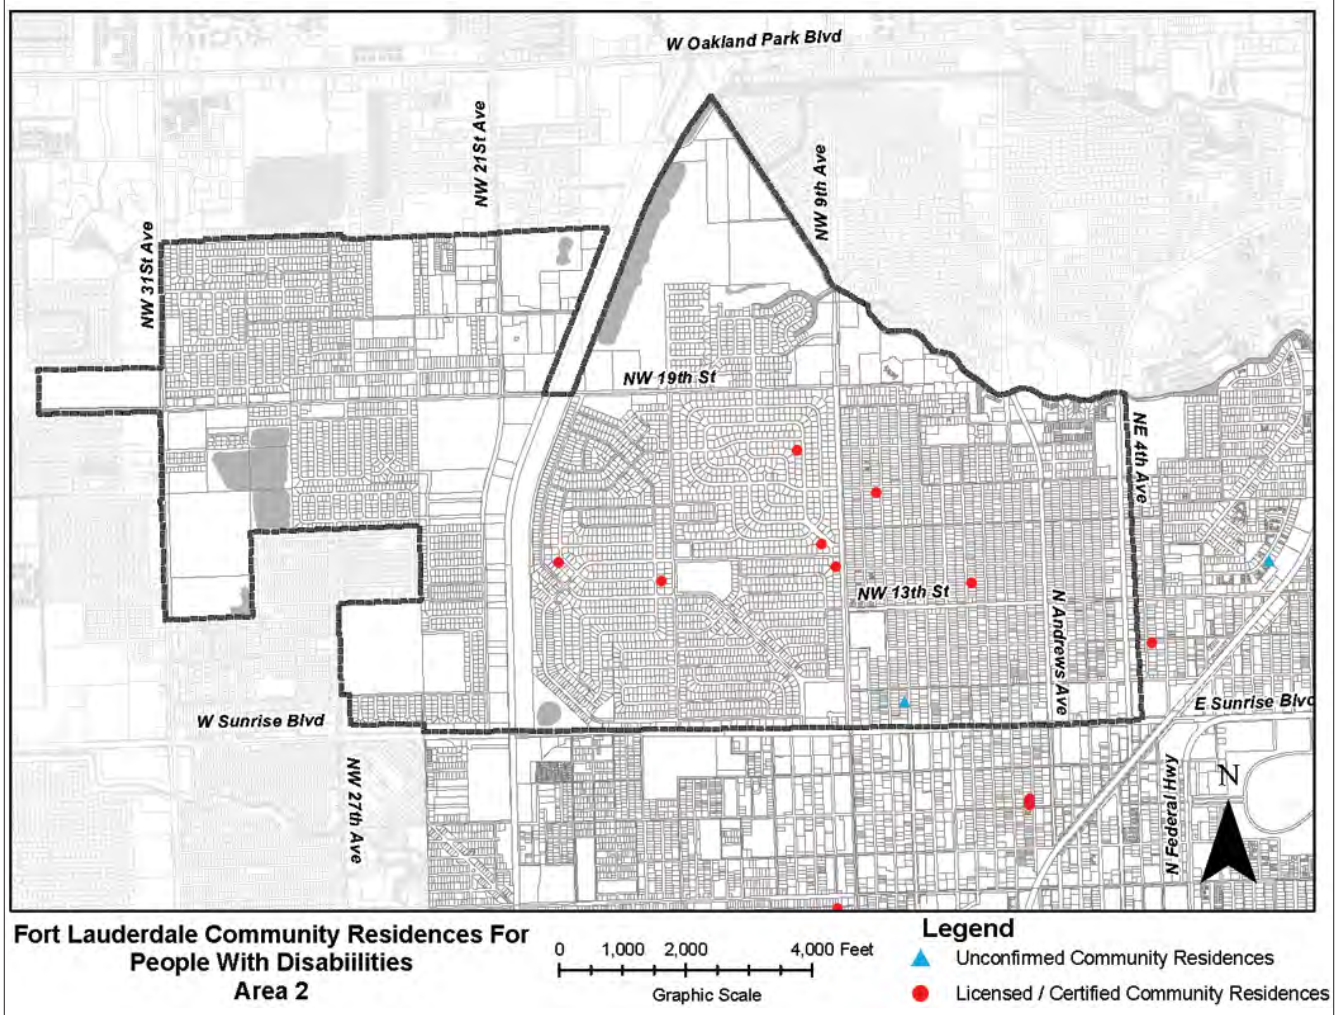 W Oakland Park Blvd
NW 21St Ave
NW 9th Ave
NW 31St Ave
NW 19th St
NE 4th Ave
NW 13th St
N Andrews Ave
W Sunrise Blvd
E Sunrise Blvd
NW 27th Ave
N Federal Hwy
N
Fort Lauderdale Community Residences For
People With Disabiilities
Area 2
0 1,000 2,000 4,000 Feet
Graphic Scale
Legend
Unconfirmed Community Residences
Licensed / Certified Community Residences